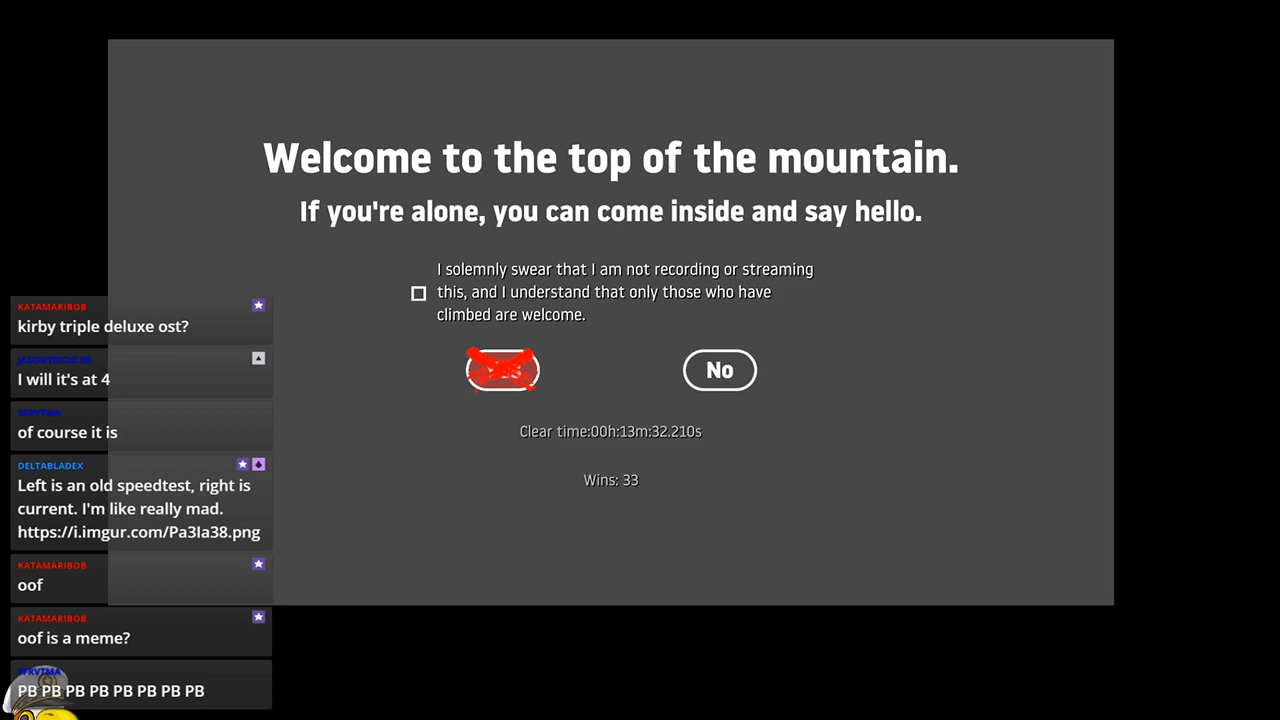 Welcome to the top of the mountain.
If you're alone, you can come inside and say hello.
I solemnly swear that I am not recording or streaming
this, and I understand that only those who have
climbed are welcome.
No
Clear time:00h:13m:32.210s
Wins: 33
KATAMARIBOB
kirby triple deluxe ost?
I will it's at 4
of course it is
DELTABLADEX
Left is an old speedtest, right is
current. I'm like really mad.
https://i.imgur.com/Pa3Ia38.png
KATAMARIBOB
oof
KATAMARIBOB
oof is a meme?
PB PB PB PB PB PB PB PB